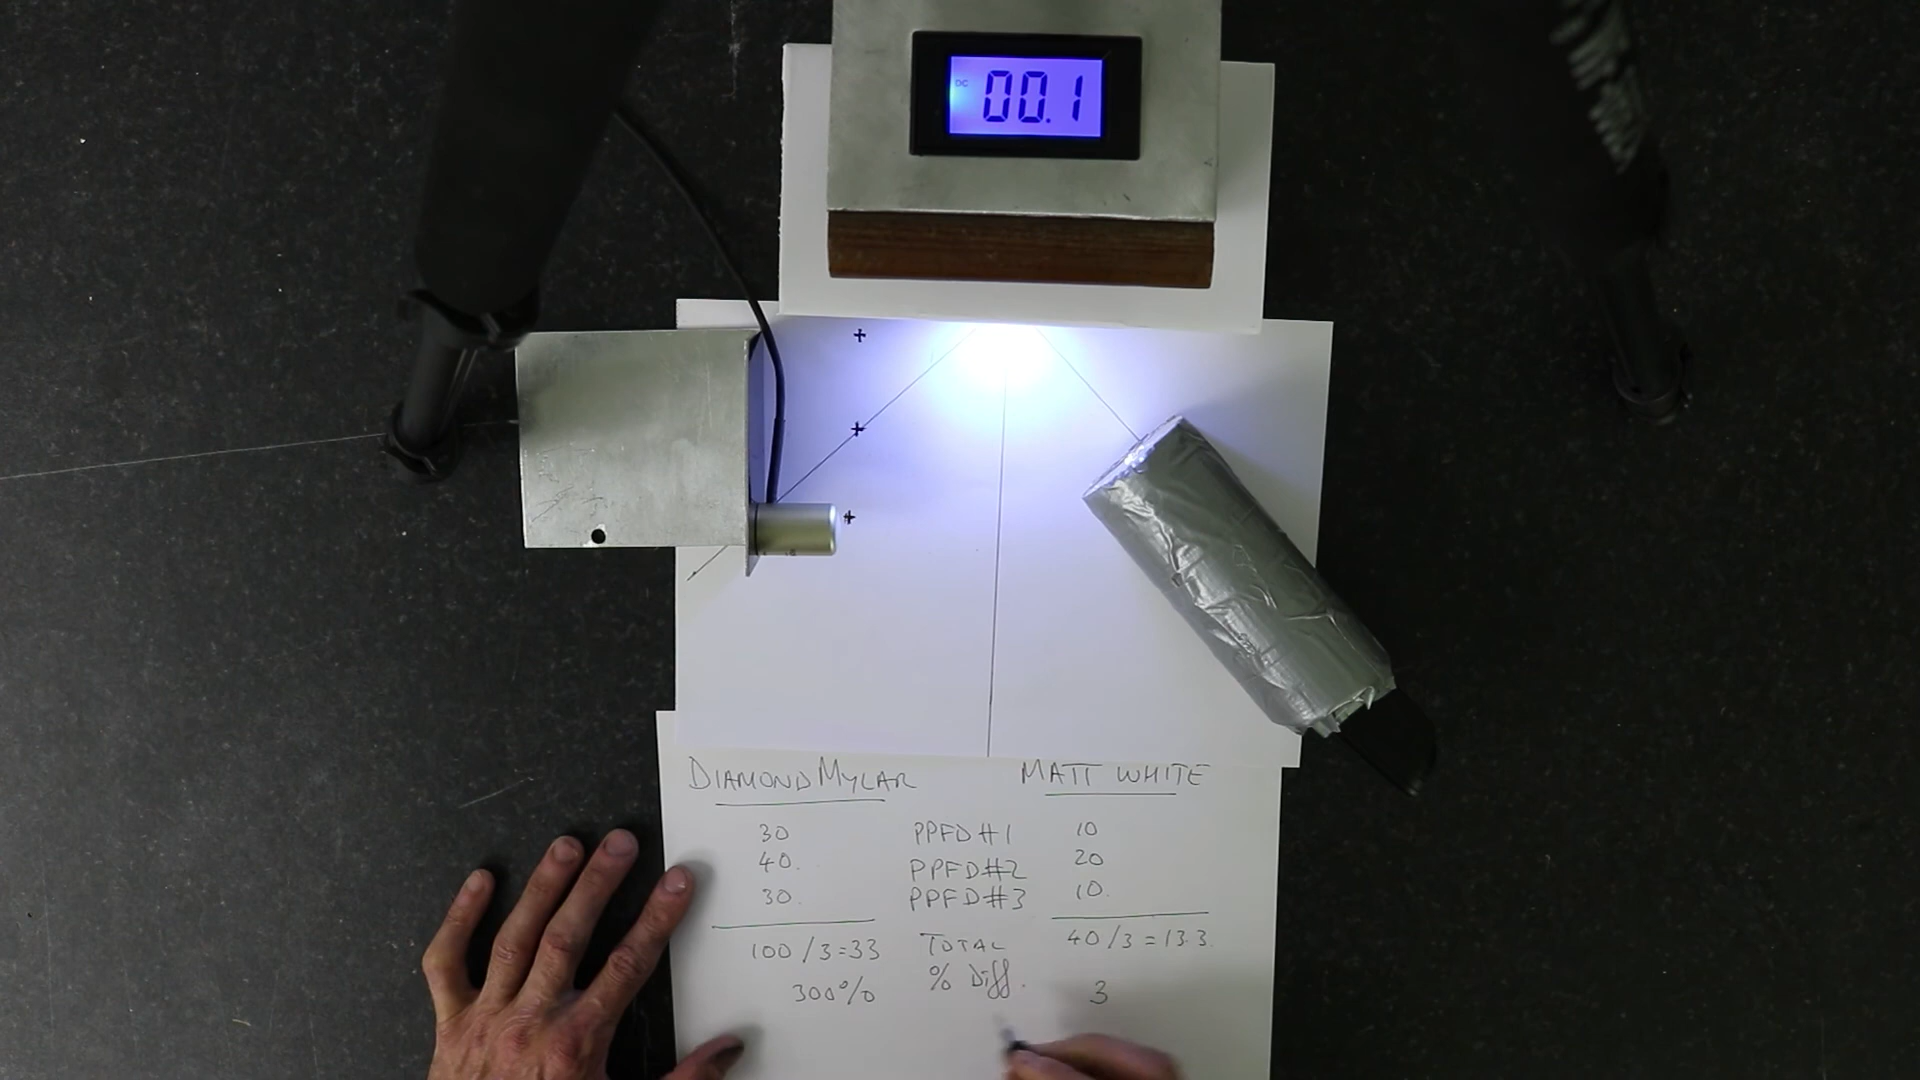 DC 00.1
DIAMOND MYLAR MATT WHITE
30 PPFD #1 10
40. PPFD#2 20
30. PPFD#3 10.
100/3=33 TOTAL 40/3=13.3.
300% % Diff. 3